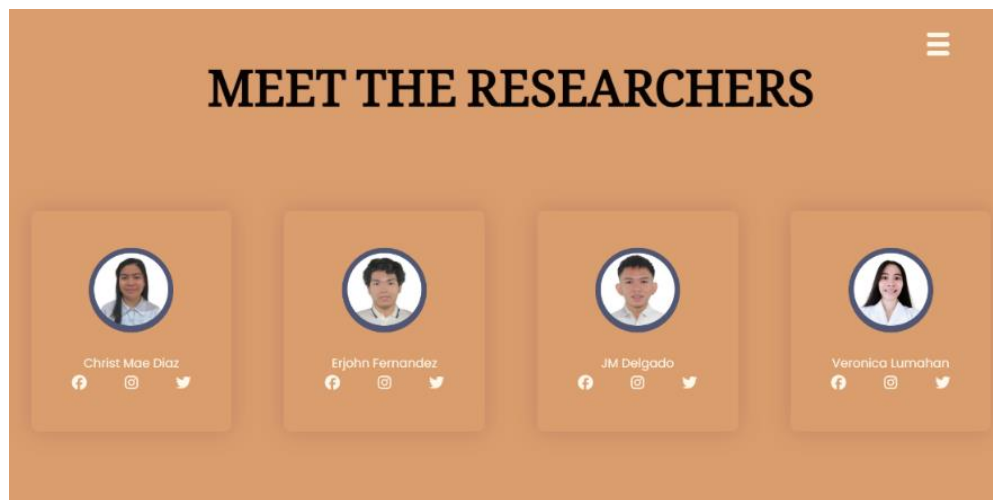 MEET THE RESEARCHERS
Christ Mae Diaz
Erjohn Fernandez
JM Delgado
Veronica Lumahan